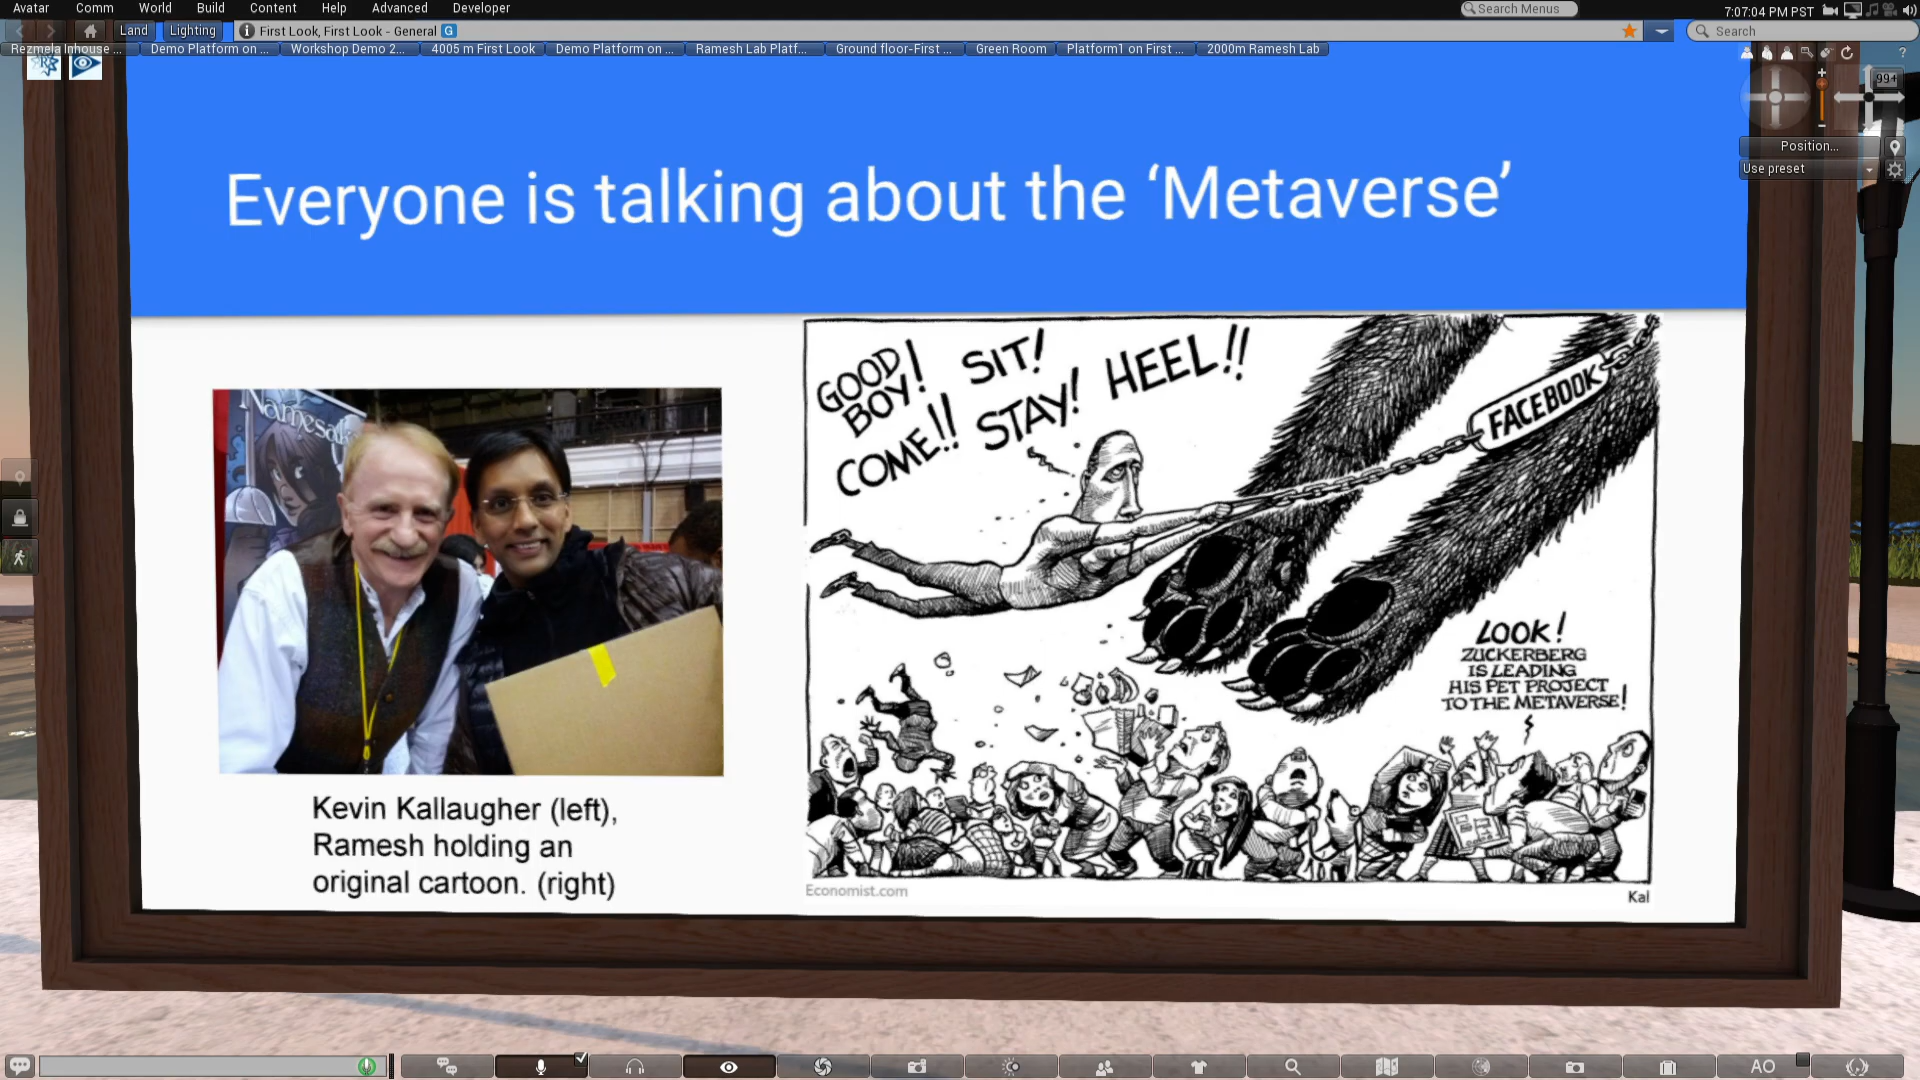 Avatar Comm World Build Content Help Advanced Developer
Search Menus
7:07:04 PM PST
Land Lighting First Look, First Look - General G
Search
Rezmela Inhouse ... Demo Platform on ... Workshop Demo 2... 4005 m First Look Demo Platform on ... Ramesh Lab Platf... Ground floor-First ... Green Room Platform1 on First ... 2000m Ramesh Lab
?
99+
Position...
Use preset
Everyone is talking about the ‘Metaverse’
Kevin Kallaugher (left),
Ramesh holding an
original cartoon. (right)
GOOD! SIT!
BOY!
COME!! STAY! HEEL!!
FACEBOOK
LOOK!
ZUCKERBERG
IS LEADING
HIS PET PROJECT
TO THE METAVERSE!
Economist.com
Kal
AO